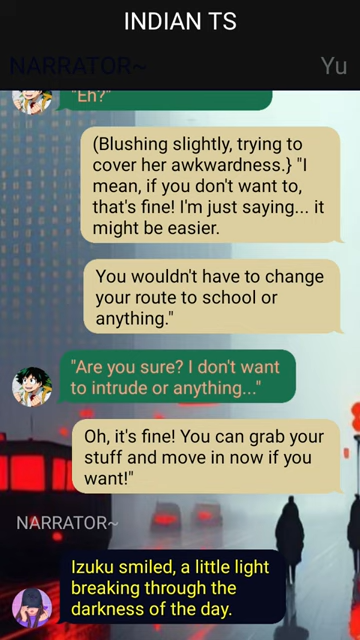 INDIAN TS
NARRATOR~
Yu
"Eh?"
(Blushing slightly, trying to
cover her awkwardness.} "I
mean, if you don't want to,
that's fine! I'm just saying... it
might be easier.
You wouldn't have to change
your route to school or
anything."
"Are you sure? I don't want
to intrude or anything..."
Oh, it's fine! You can grab your
stuff and move in now if you
want!"
NARRATOR~
Izuku smiled, a little light
breaking through the
darkness of the day.